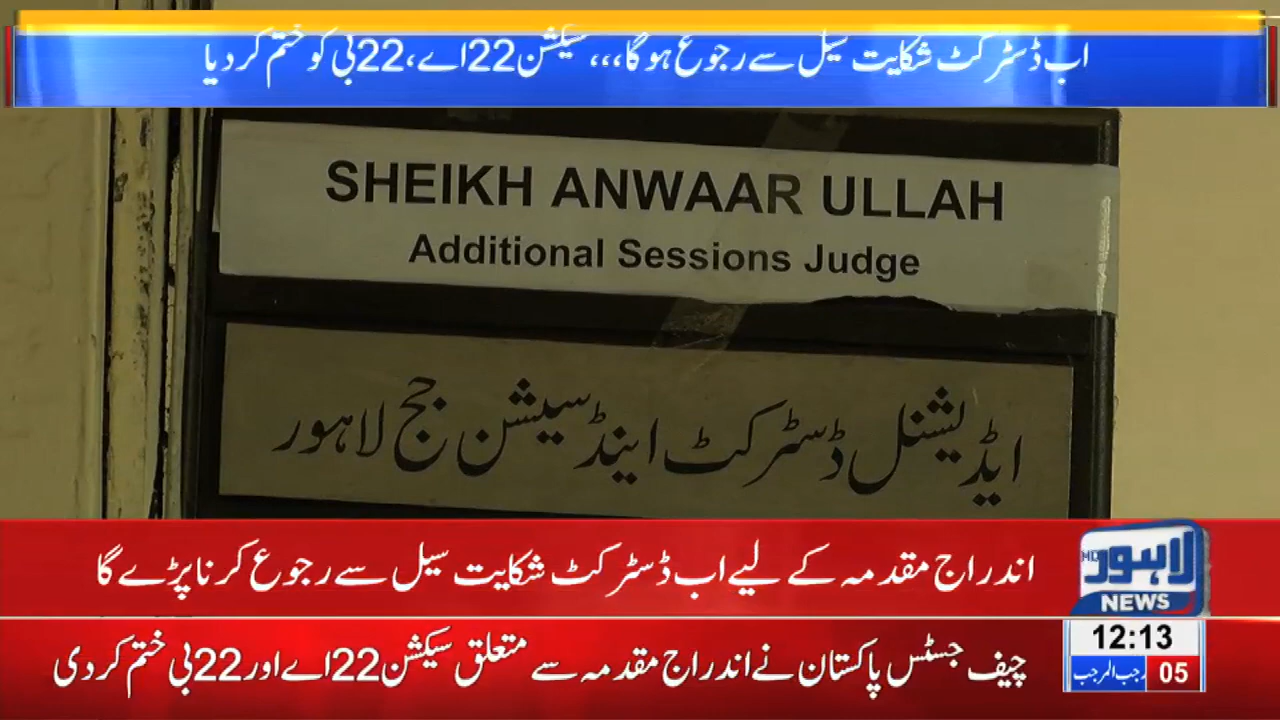 اب ڈسٹرکٹ شکایت سیل سے رجوع ہوگا،،، سیکشن 22اے،22بی کو ختم کردیا
SHEIKH ANWAAR ULLAH
Additional Sessions Judge
ایڈیشنل ڈسٹرکٹ اینڈ سیشن جج لاہور
اندراج مقدمہ کے لیے اب ڈسٹرکٹ شکایت سیل سے رجوع کرنا پڑے گا
لاہور
HD
NEWS
چیف جسٹس پاکستان نے اندراج مقدمہ سے متعلق سیکشن 22اے اور 22بی ختم کردی
12:13
05 رجب المرجب